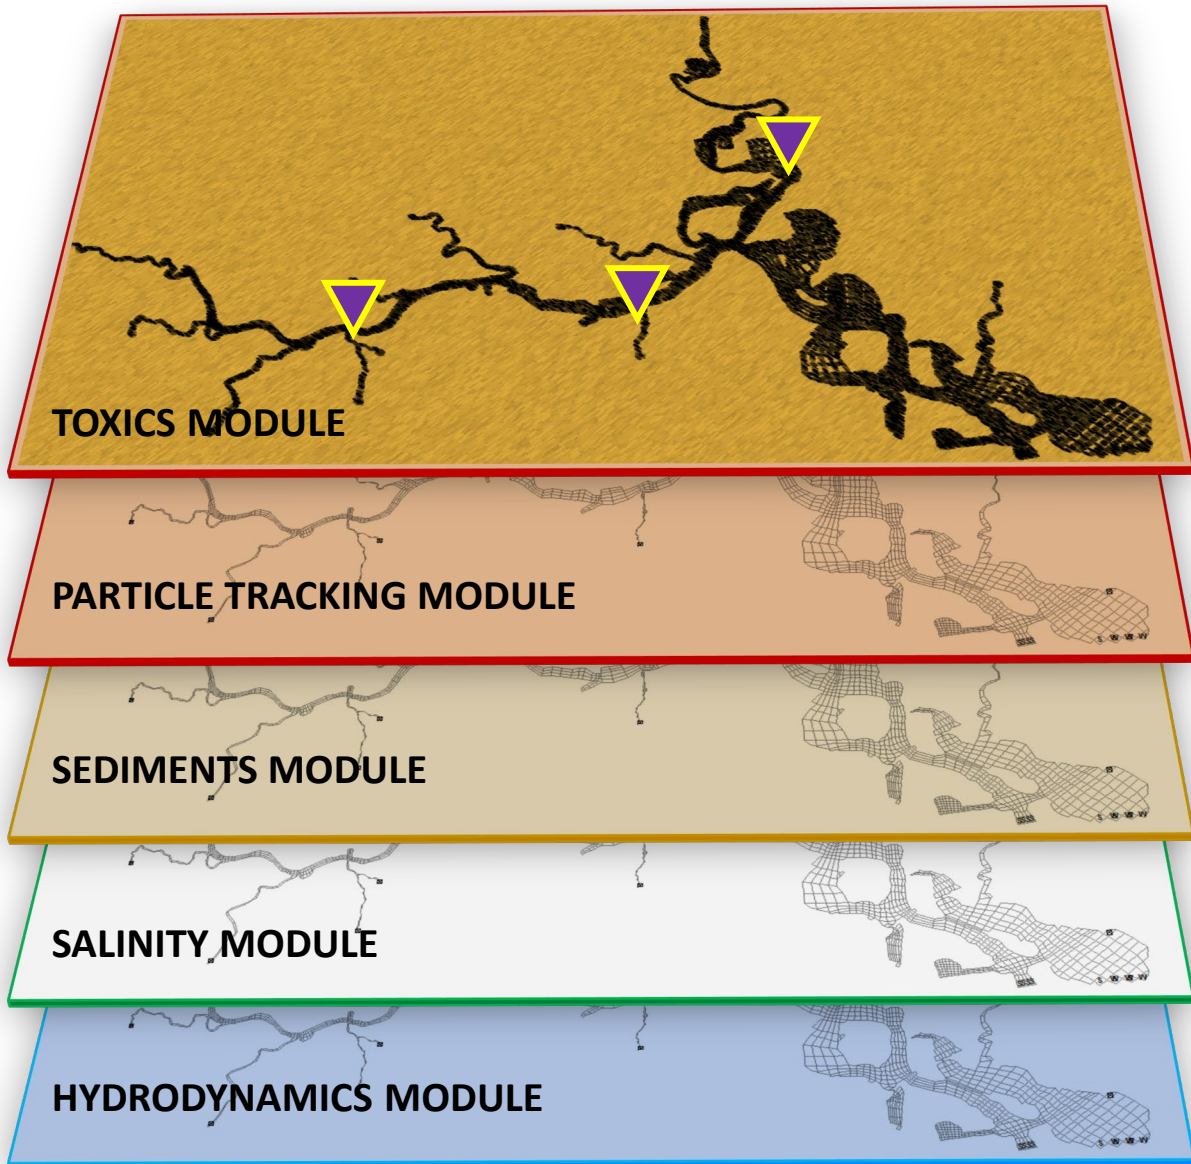 TOXICS MODULE
PARTICLE TRACKING MODULE
SEDIMENTS MODULE
SALINITY MODULE
HYDRODYNAMICS MODULE